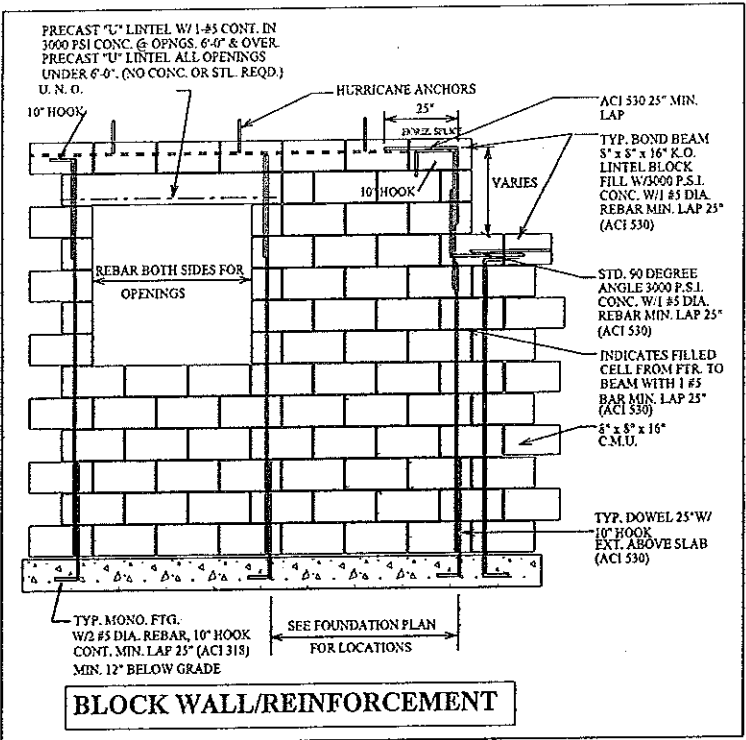 PRECAST "U" LINTEL W/ 1-#5 CONT. IN
3000 PSI CONC. @ OPNGS. 6'-0" & OVER.
PRECAST "U" LINTEL ALL OPENINGS
UNDER 6'-0". (NO CONC. OR STL. REQD.)
U. N. O.
10" HOOK
HURRICANE ANCHORS
25"
HORIZ. SPLICE
10" HOOK
VARIES
ACI 530 25" MIN.
LAP
TYP. BOND BEAM
8" x 8" x 16" K.O.
LINTEL BLOCK
FILL W/3000 P.S.I.
CONC. W/1 #5 DIA.
REBAR MIN. LAP 25"
(ACI 530)
REBAR BOTH SIDES FOR
OPENINGS
STD. 90 DEGREE
ANGLE 3000 P.S.I.
CONC. W/1 #5 DIA.
REBAR MIN. LAP 25"
(ACI 530)
INDICATES FILLED
CELL FROM FTR. TO
BEAM WITH 1 #5
BAR MIN. LAP 25"
(ACI 530)
8" x 8" x 16"
C.M.U.
TYP. DOWEL 25" W/
10" HOOK
EXT. ABOVE SLAB
(ACI 530)
TYP. MONO. FTG.
W/2 #5 DIA. REBAR, 10" HOOK
CONT. MIN. LAP 25" (ACI 318)
MIN. 12" BELOW GRADE
SEE FOUNDATION PLAN
FOR LOCATIONS
BLOCK WALL/REINFORCEMENT